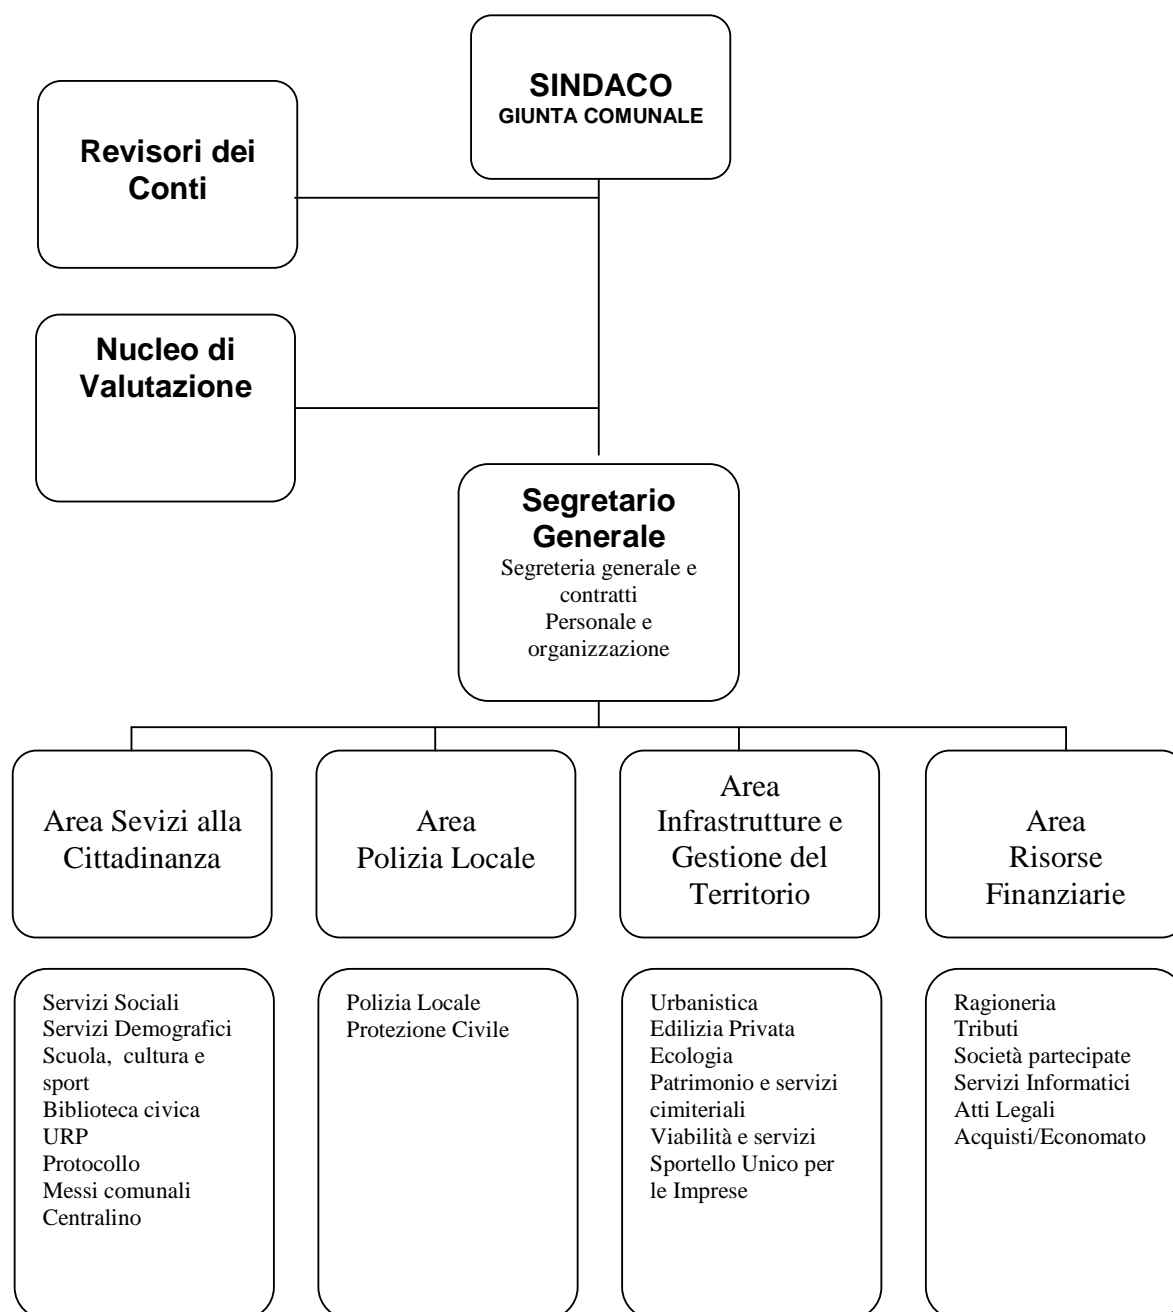 SINDACO
GIUNTA COMUNALE
Revisori dei
Conti
Nucleo di
Valutazione
Segretario
Generale
Segreteria generale e
contratti
Personale e
organizzazione
Area Sevizi alla
Cittadinanza
Area
Polizia Locale
Area
Infrastrutture e
Gestione del
Territorio
Area
Risorse
Finanziarie
Servizi Sociali
Servizi Demografici
Scuola, cultura e
sport
Biblioteca civica
URP
Protocollo
Messi comunali
Centralino
Polizia Locale
Protezione Civile
Urbanistica
Edilizia Privata
Ecologia
Patrimonio e servizi
cimiteriali
Viabilità e servizi
Sportello Unico per
le Imprese
Ragioneria
Tributi
Società partecipate
Servizi Informatici
Atti Legali
Acquisti/Economato